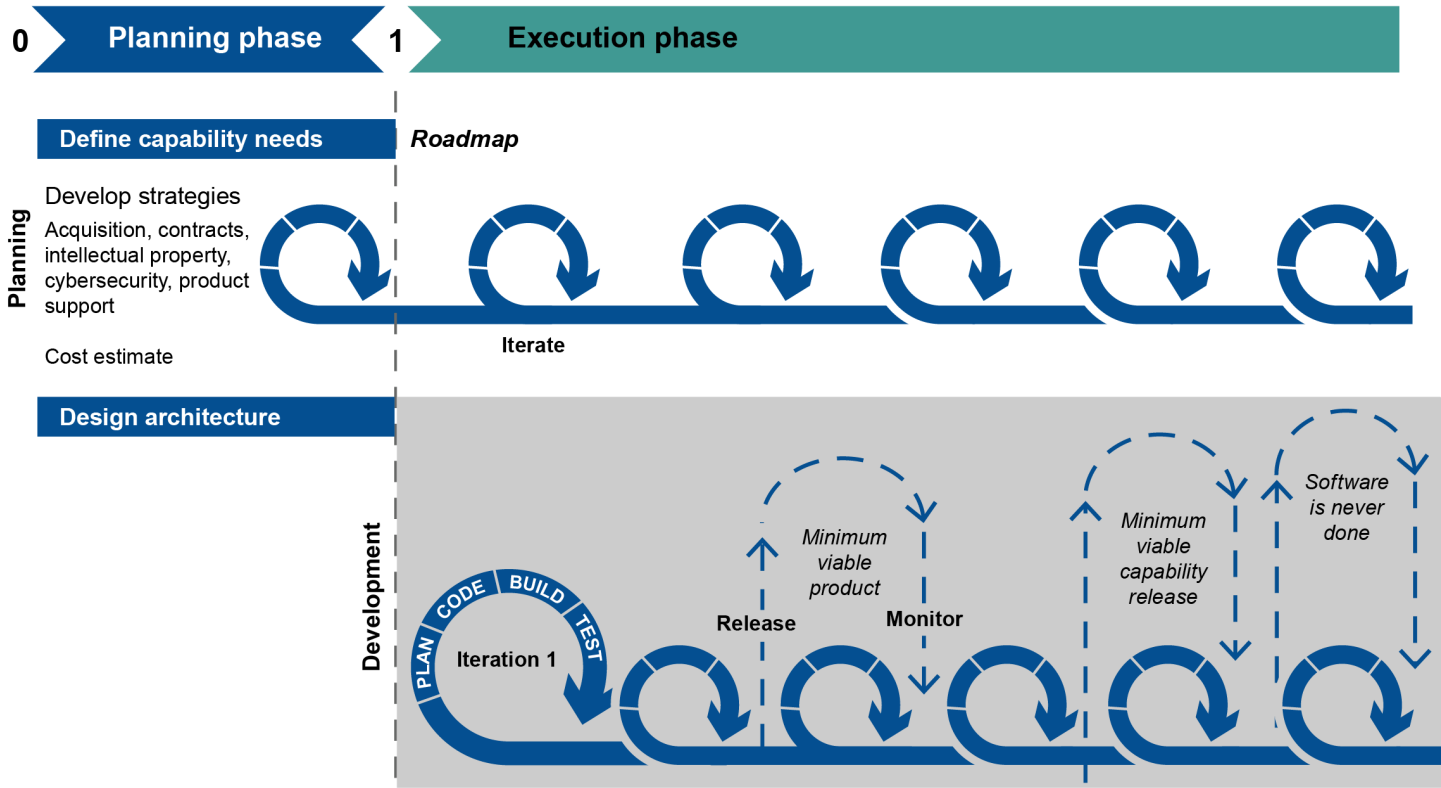 0
Planning phase
1
Execution phase
Define capability needs
Roadmap
Planning
Develop strategies
Acquisition, contracts,
intellectual property,
cybersecurity, product
support
Cost estimate
Iterate
Design architecture
Development
PLAN
CODE
BUILD
TEST
Iteration 1
Release
Minimum
viable
product
Monitor
Minimum
viable
capability
release
Software
is never
done